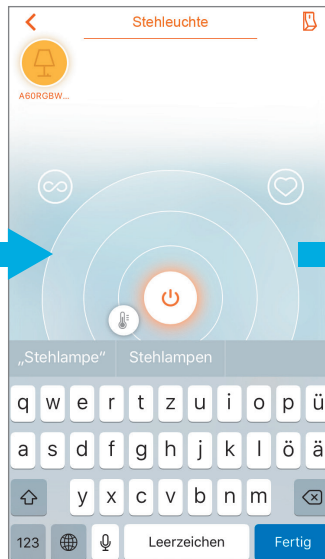 Stehleuchte
A60RGBW...
„Stehlampe“ Stehlampen
q w e r t z u i o p ü
a s d f g h j k l ö ä
y x c v b n m
123 Leerzeichen Fertig